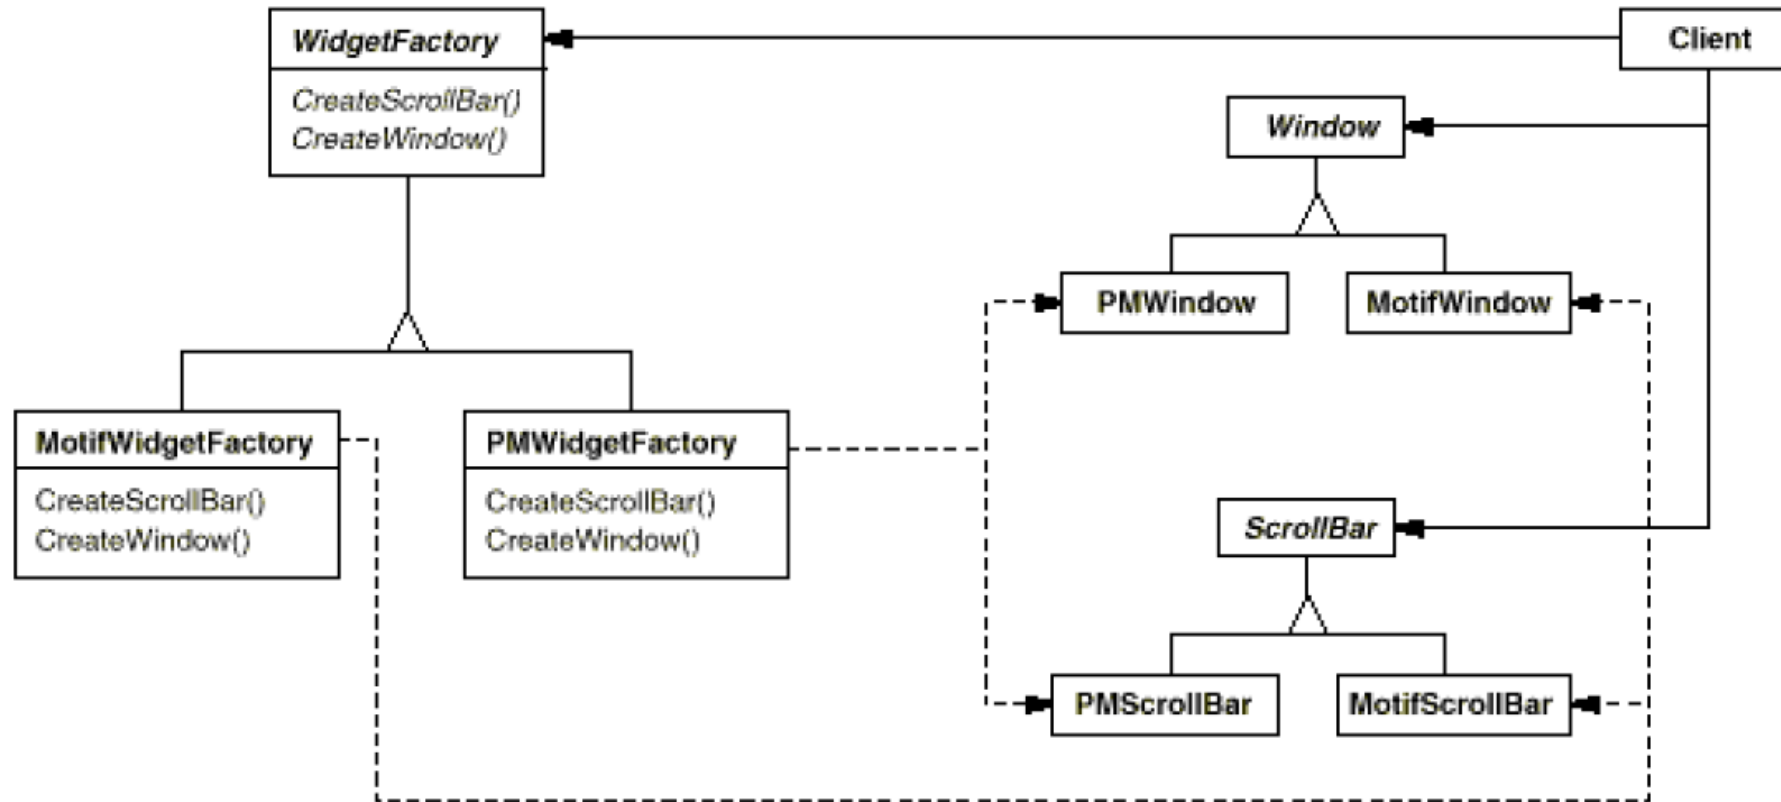 WidgetFactory
CreateScrollBar()
CreateWindow()
Client
Window
PMWindow
MotifWindow
MotifWidgetFactory
CreateScrollBar()
CreateWindow()
PMWidgetFactory
CreateScrollBar()
CreateWindow()
ScrollBar
PMScrollBar
MotifScrollBar